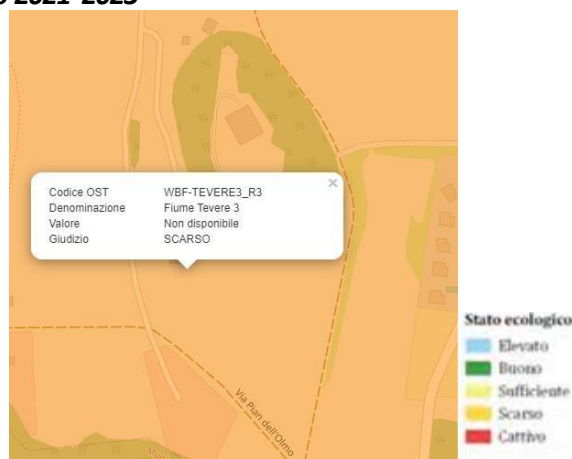 2021-2023
×
Codice OST WBF-TEVERE3_R3
Denominazione Fiume Tevere 3
Valore Non disponibile
Giudizio SCARSO
Stato ecologico
Elevato
Buono
Sufficiente
Scarso
Cattivo
Via Pian dell'Olmo